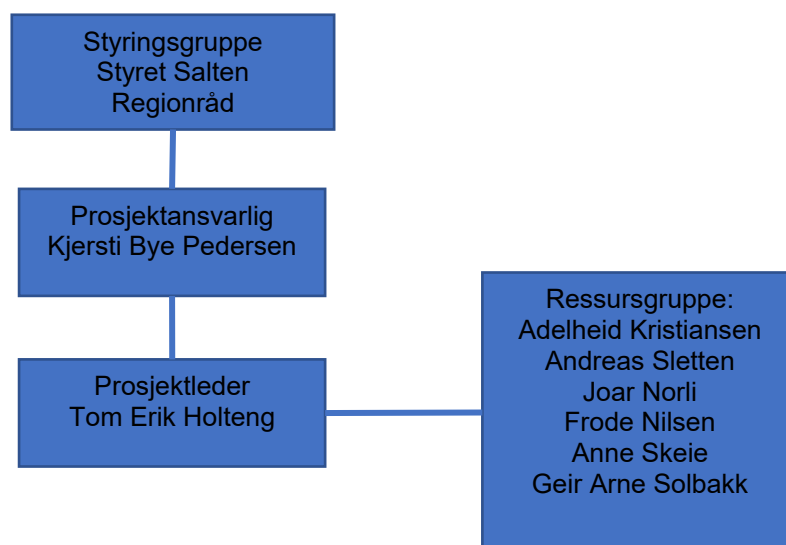 Styringsgruppe
Styret Salten
Regionråd
Prosjektansvarlig
Kjersti Bye Pedersen
Prosjektleder
Tom Erik Holteng
Ressursgruppe:
Adelheid Kristiansen
Andreas Sletten
Joar Norli
Frode Nilsen
Anne Skeie
Geir Arne Solbakk